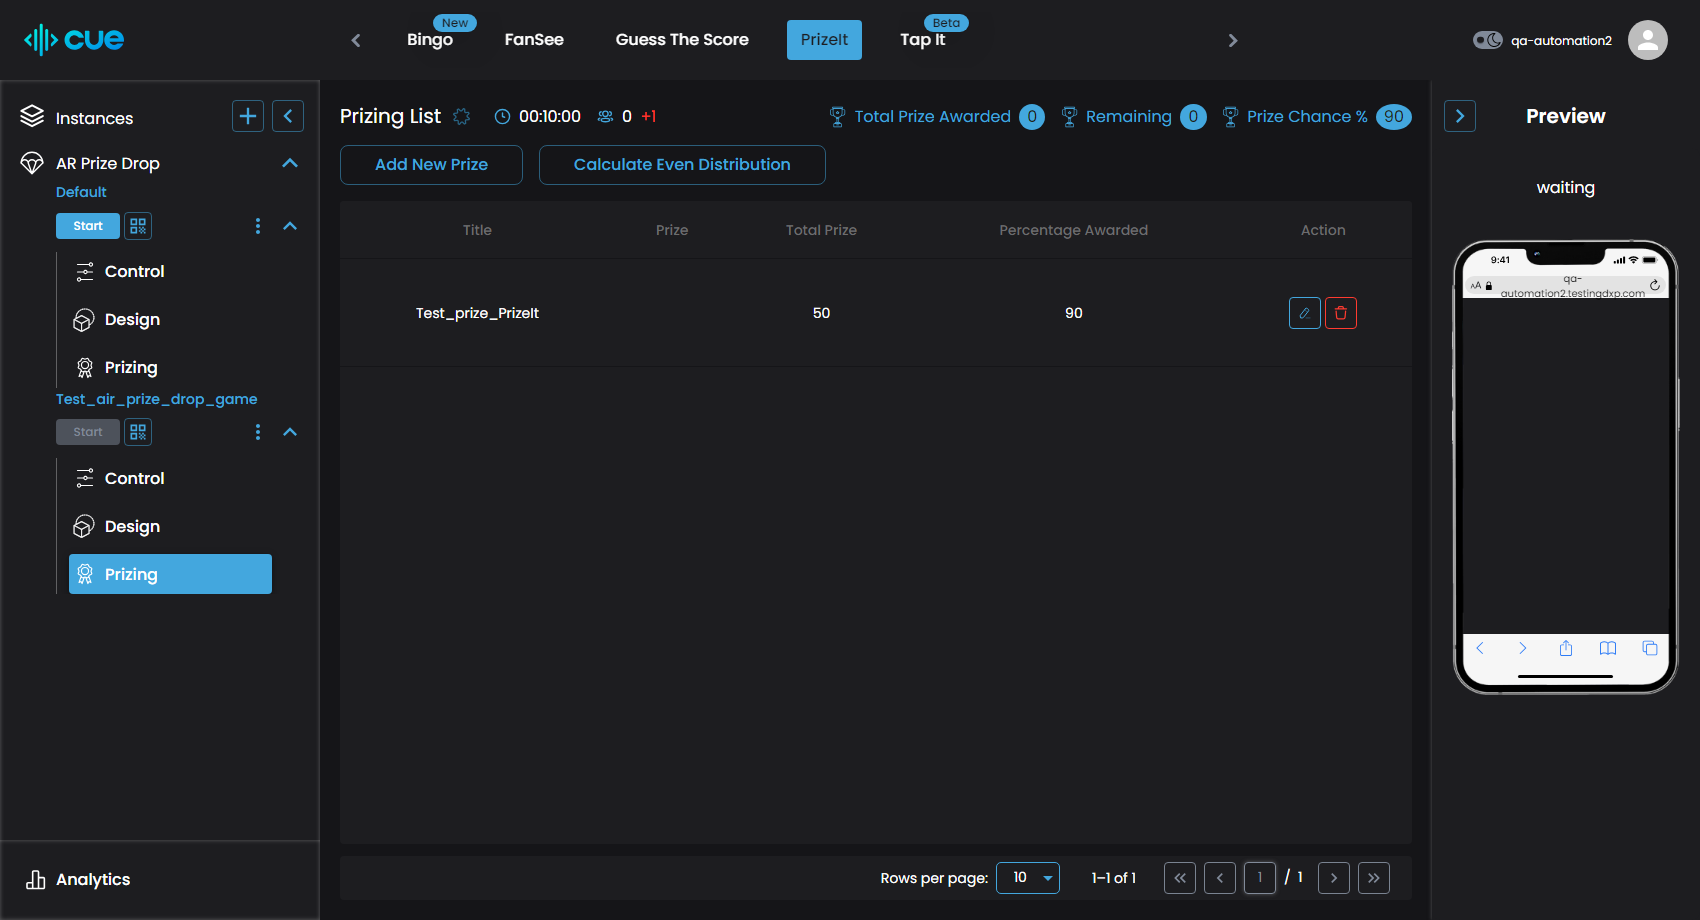 cue
New
Bingo
FanSee
Guess The Score
PrizeIt
Beta
Tap It
qa-automation2
Instances
AR Prize Drop
Default
Start
Control
Design
Prizing
Test_air_prize_drop_game
Start
Control
Design
Prizing
Analytics
Prizing List 00:10:00 0 +1
Total Prize Awarded 0 Remaining 0 Prize Chance % 90
Add New Prize Calculate Even Distribution
Title Prize Total Prize Percentage Awarded Action
Test_prize_PrizeIt 50 90
Rows per page: 10 1–1 of 1 1 / 1
Preview
waiting
9:41
AA qa-
automation2.testingdxp.com